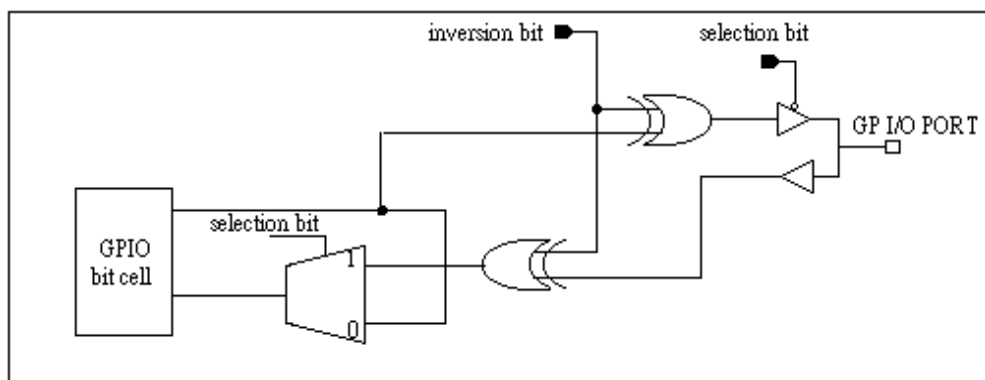 inversion bit
selection bit
GP I/O PORT
selection bit
GPIO
bit cell
1
0